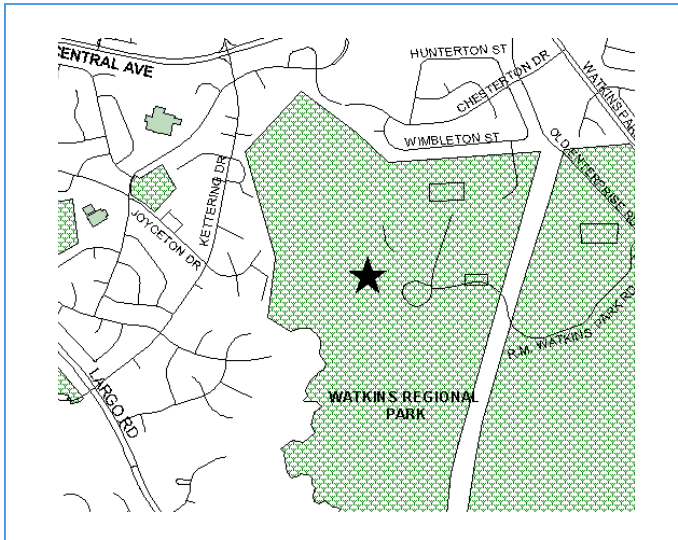 HUNTERTON ST
CENTRAL AVE
CHESTERTON DR
WATKINS PAR
WIMBLETON ST
OLD ENTERPRISE RD
KETTERING DR
JOYCETON DR
R.M. WATKINS PARK RD
LARGO RD
WATKINS REGIONAL
PARK